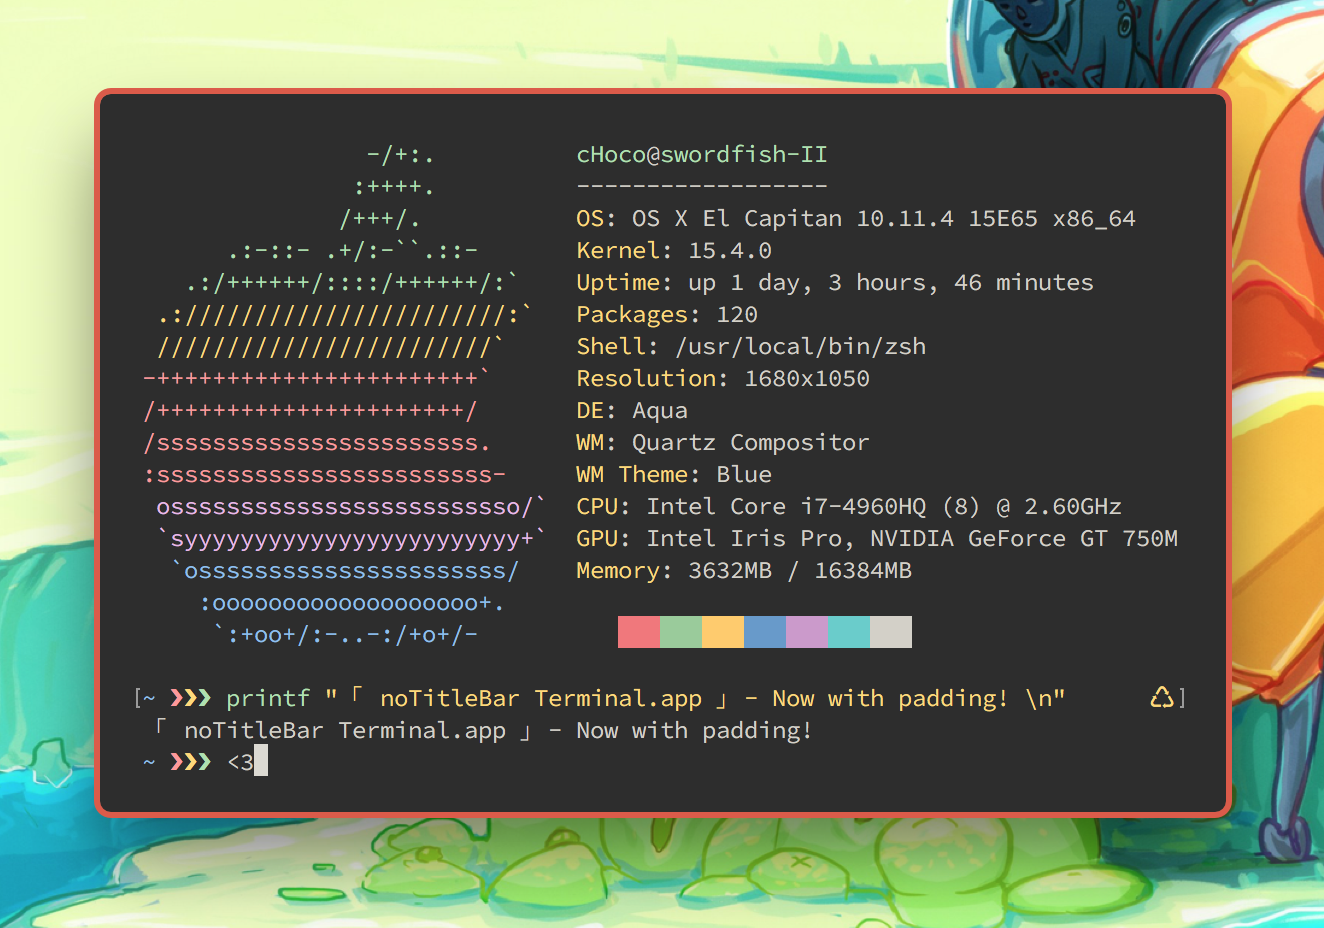 -/+:.          cHoco@swordfish-II
               :++++.          ------------------
              /+++/.           OS: OS X El Capitan 10.11.4 15E65 x86_64
      .:-::- .+/:-``.::-       Kernel: 15.4.0
   .:/++++++/::::/++++++/:`    Uptime: up 1 day, 3 hours, 46 minutes
 .:///////////////////////:`   Packages: 120
 ////////////////////////`     Shell: /usr/local/bin/zsh
-+++++++++++++++++++++++`      Resolution: 1680x1050
/++++++++++++++++++++++/       DE: Aqua
/sssssssssssssssssssssss.      WM: Quartz Compositor
:ssssssssssssssssssssssss-     WM Theme: Blue
 osssssssssssssssssssssssso/`  CPU: Intel Core i7-4960HQ (8) @ 2.60GHz
 `syyyyyyyyyyyyyyyyyyyyyyyy+`  GPU: Intel Iris Pro, NVIDIA GeForce GT 750M
  `ossssssssssssssssssssss/    Memory: 3632MB / 16384MB
    :ooooooooooooooooooo+.
     `:+oo+/:-..-:/+o+/-
[~ ❯❯❯ printf "「 noTitleBar Terminal.app 」 - Now with padding! \n" ♺]
「 noTitleBar Terminal.app 」 - Now with padding!
~ ❯❯❯ <3